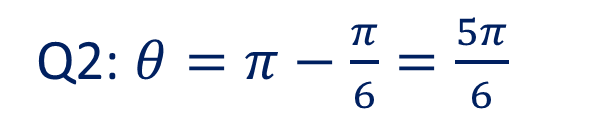 Q2: θ = π − π/6 = 5π/6